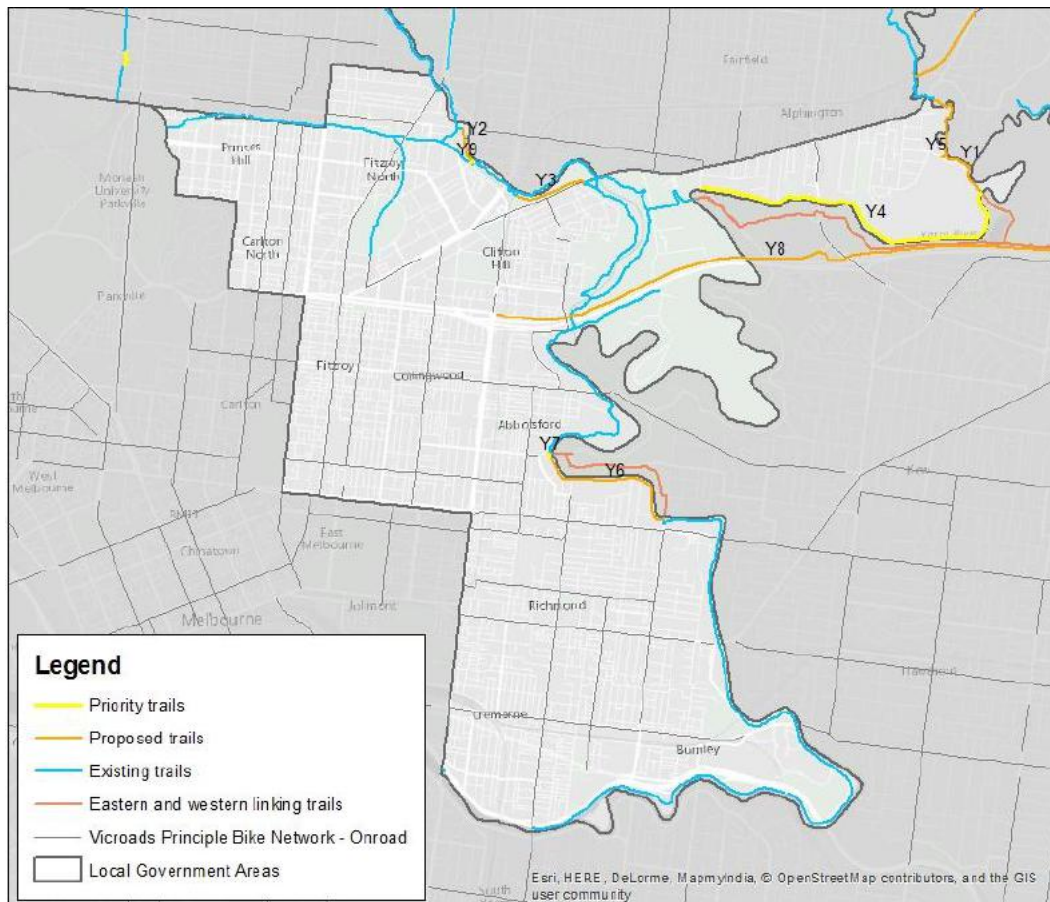 Fairfield
Alphington
Y2
Princes
Hill
Y9
Fitzroy
North
Y5
Y1
Y3
Monash
University
Parkville
Y4
Yarra River
Carlton
North
Clifton
Hill
Y8
Parkville
Fitzroy
Collingwood
Carlton
Abbotsford
Y7
Y6
Kew
West
Melbourne
RMIT
East
Melbourne
Chinatown
Jolimont
Richmond
Melbourne
Hawthorn
Cremorne
Burnley
Legend
Priority trails
Proposed trails
Existing trails
Eastern and western linking trails
Vicroads Principle Bike Network - Onroad
Local Government Areas
South
Esri, HERE, DeLorme, MapmyIndia, © OpenStreetMap contributors, and the GIS
user community